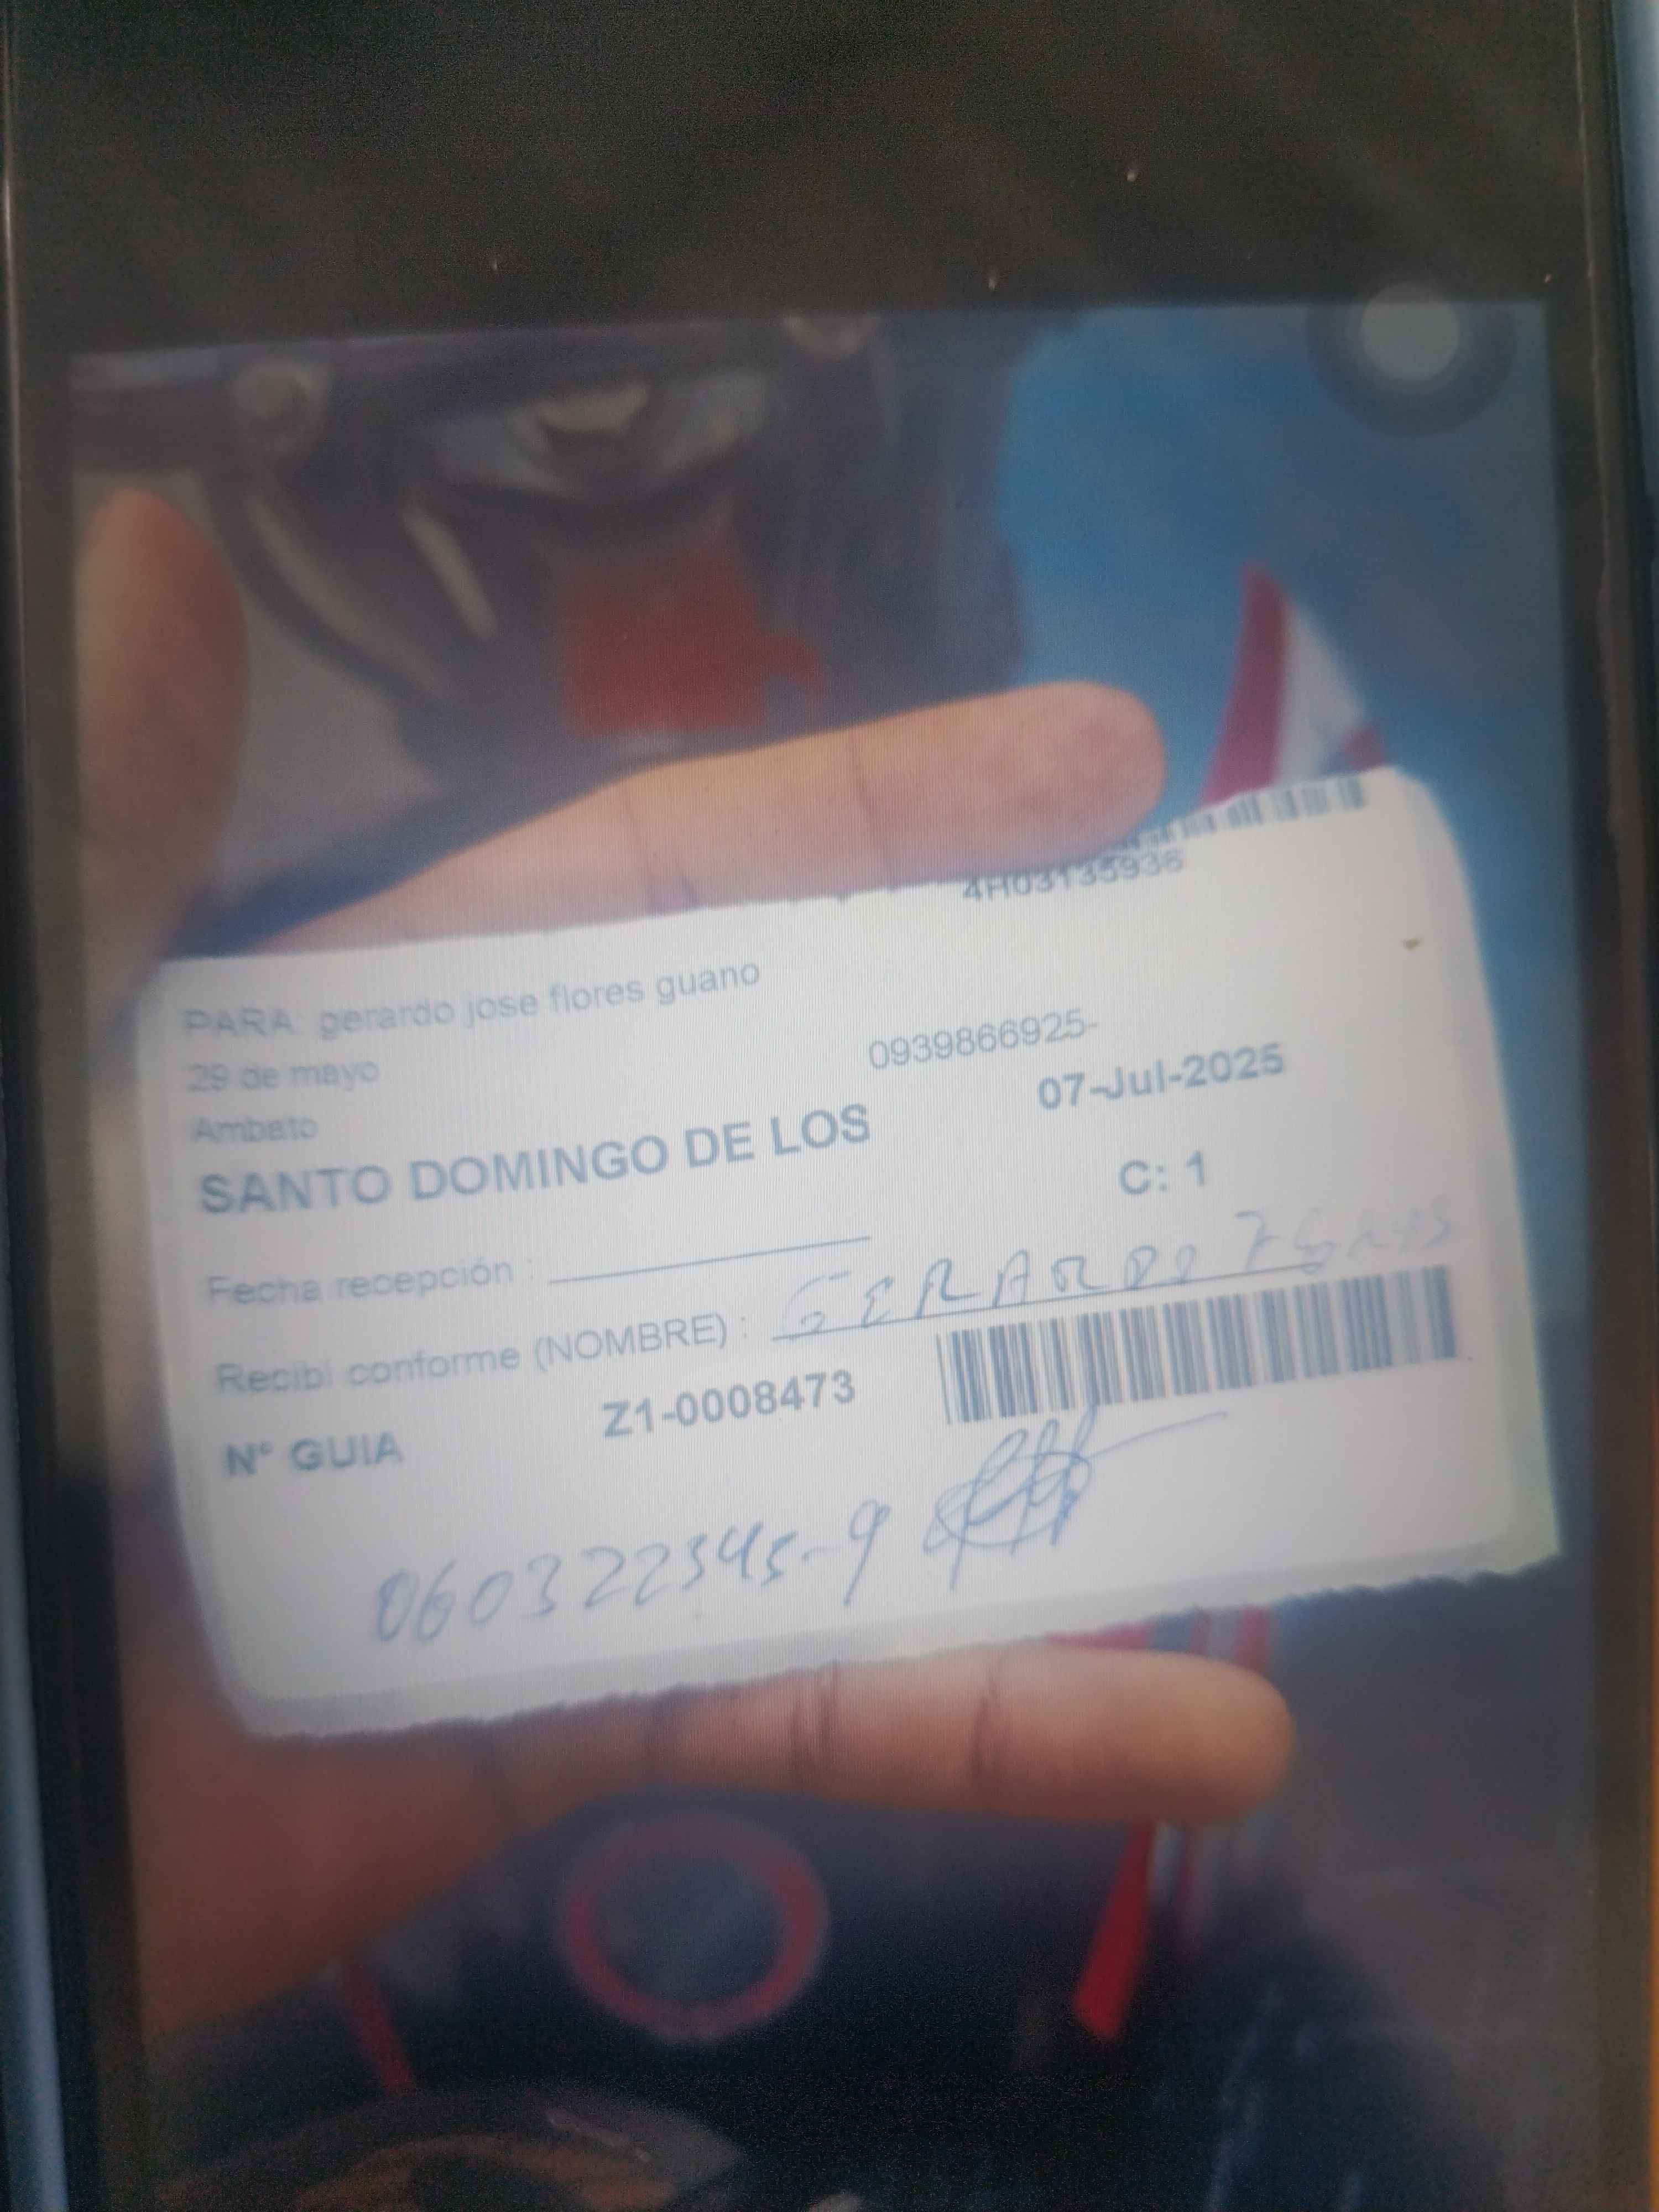 4H03135936
PARA: gerardo jose flores guano
29 de mayo 0939866925-
Ambato 07-Jul-2025
SANTO DOMINGO DE LOS
C: 1
Fecha recepción :
Recibi conforme (NOMBRE) : GERARDO
N° GUIA Z1-0008473
060322345-9